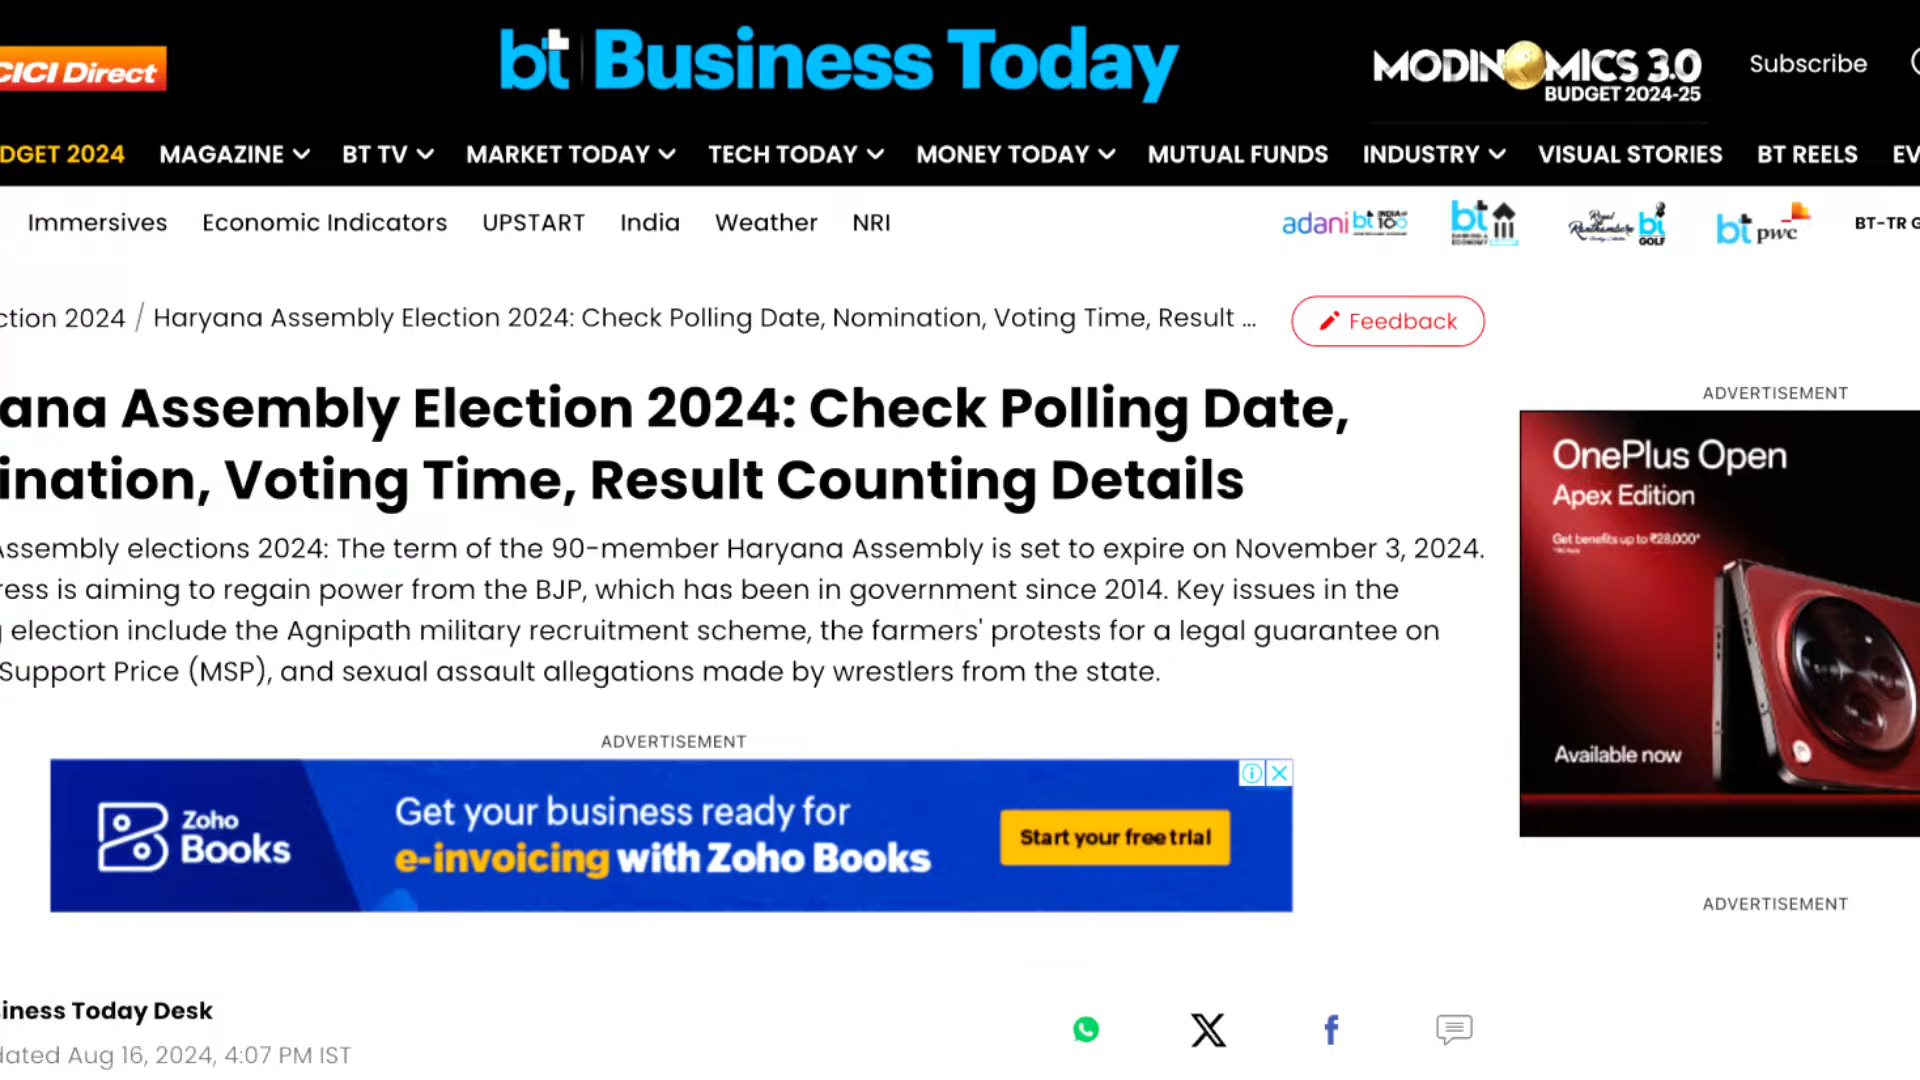 CICI Direct
bt Business Today
MODINOMICS 3.0
BUDGET 2024-25
Subscribe
DGET 2024 MAGAZINE BT TV MARKET TODAY TECH TODAY MONEY TODAY MUTUAL FUNDS INDUSTRY VISUAL STORIES BT REELS EV
Immersives Economic Indicators UPSTART India Weather NRI adani bt 100 bt bt GOLF bt pwc BT-TR G
ction 2024 / Haryana Assembly Election 2024: Check Polling Date, Nomination, Voting Time, Result ... Feedback
ana Assembly Election 2024: Check Polling Date,
ination, Voting Time, Result Counting Details
Assembly elections 2024: The term of the 90-member Haryana Assembly is set to expire on November 3, 2024.
ress is aiming to regain power from the BJP, which has been in government since 2014. Key issues in the
g election include the Agnipath military recruitment scheme, the farmers' protests for a legal guarantee on
Support Price (MSP), and sexual assault allegations made by wrestlers from the state.
ADVERTISEMENT
OnePlus Open
Apex Edition
Get benefits up to ₹28,000*
Available now
ADVERTISEMENT
Zoho
Books
Get your business ready for
e-invoicing with Zoho Books
Start your free trial
ADVERTISEMENT
iness Today Desk
dated Aug 16, 2024, 4:07 PM IST